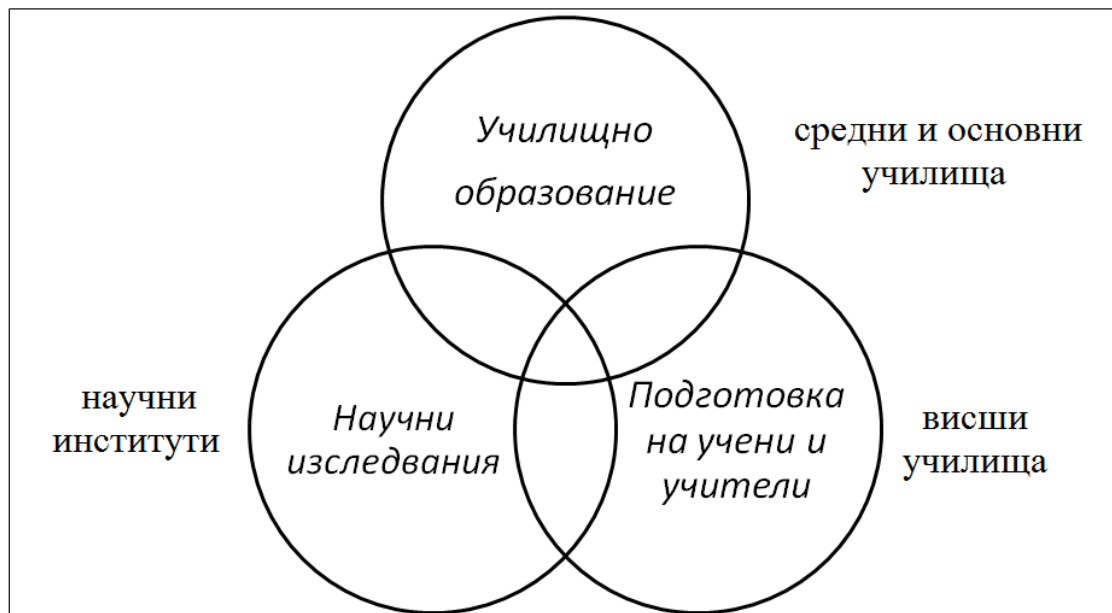 Училищно
образование
средни и основни
училища
научни
институти
Научни
изследвания
Подготовка
на учени и
учители
висши
училища